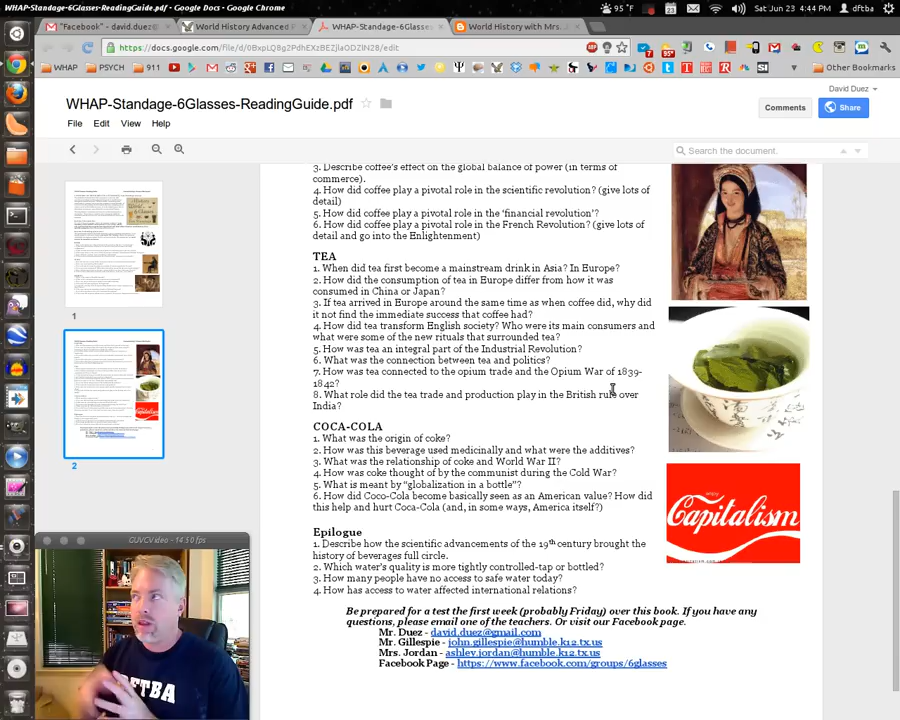 WHAP-Standage-6Glasses-ReadingGuide.pdf - Google Docs - Google Chrome
95 °F
23
Sat Jun 23 4:44 PM
dftba
"Facebook" - david.duez@g
World History Advanced P
WHAP-Standage-6Glasses
World History with Mrs. J
https://docs.google.com/file/d/0BxpLQ8g2PdhEXzBEZjlaODZIN28/edit
WHAP
PSYCH
911
Other Bookmarks
WHAP-Standage-6Glasses-ReadingGuide.pdf
David Duez
File Edit View Help
Comments
Share
Search the document.
3. Describe coffee's effect on the global balance of power (in terms of
commerce).
4. How did coffee play a pivotal role in the scientific revolution? (give lots of
detail)
5. How did coffee play a pivotal role in the 'financial revolution'?
6. How did coffee play a pivotal role in the French Revolution? (give lots of
detail and go into the Enlightenment)
TEA
1. When did tea first become a mainstream drink in Asia? In Europe?
2. How did the consumption of tea in Europe differ from how it was
consumed in China or Japan?
3. If tea arrived in Europe around the same time as when coffee did, why did
it not find the immediate success that coffee had?
4. How did tea transform English society? Who were its main consumers and
what were some of the new rituals that surrounded tea?
5. How was tea an integral part of the Industrial Revolution?
6. What was the connection between tea and politics?
7. How was tea connected to the opium trade and the Opium War of 1839-
1842?
8. What role did the tea trade and production play in the British rule over
India?
COCA-COLA
1. What was the origin of coke?
2. How was this beverage used medicinally and what were the additives?
3. What was the relationship of coke and World War II?
4. How was coke thought of by the communist during the Cold War?
5. What is meant by "globalization in a bottle"?
6. How did Coco-Cola become basically seen as an American value? How did
this help and hurt Coca-Cola (and, in some ways, America itself?)
enjoy
Capitalism
Epilogue
1. Describe how the scientific advancements of the 19th century brought the
history of beverages full circle.
2. Which water's quality is more tightly controlled-tap or bottled?
3. How many people have no access to safe water today?
4. How has access to water affected international relations?
Be prepared for a test the first week (probably Friday) over this book. If you have any
questions, please email one of the teachers. Or visit our Facebook page.
Mr. Duez - david.duez@gmail.com
Mr. Gillespie - john.gillespie@humble.k12.tx.us
Mrs. Jordan - ashley.jordan@humble.k12.tx.us
Facebook Page - https://www.facebook.com/groups/6glasses
1
2
GUVCVideo - 14.50 fps
DFTBA